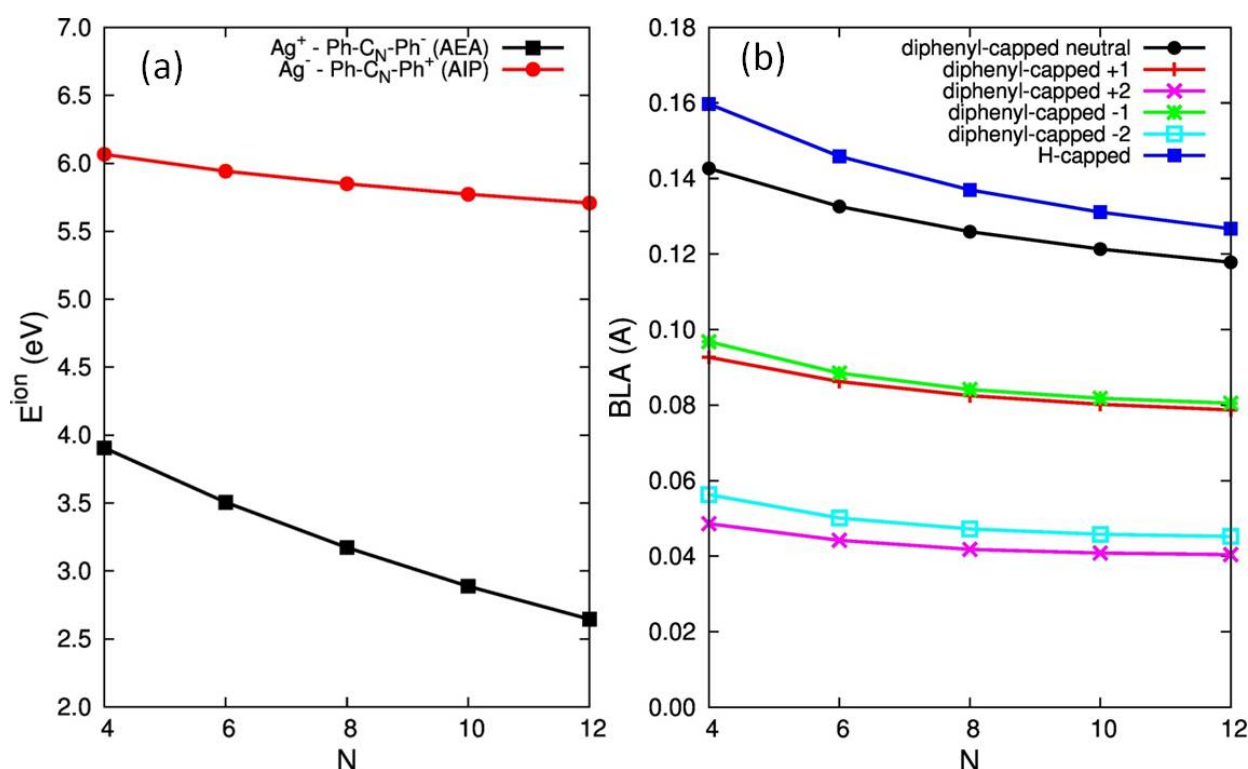 (a)
Ag⁺ - Ph-C_N-Ph⁻ (AEA)
Ag⁻ - Ph-C_N-Ph⁺ (AIP)
7.0
6.5
6.0
5.5
5.0
4.5
4.0
3.5
3.0
2.5
2.0
E^ion (eV)
4
6
8
10
12
N
(b)
diphenyl-capped neutral
diphenyl-capped +1
diphenyl-capped +2
diphenyl-capped -1
diphenyl-capped -2
H-capped
0.18
0.16
0.14
0.12
0.10
0.08
0.06
0.04
0.02
0.00
BLA (A)
4
6
8
10
12
N